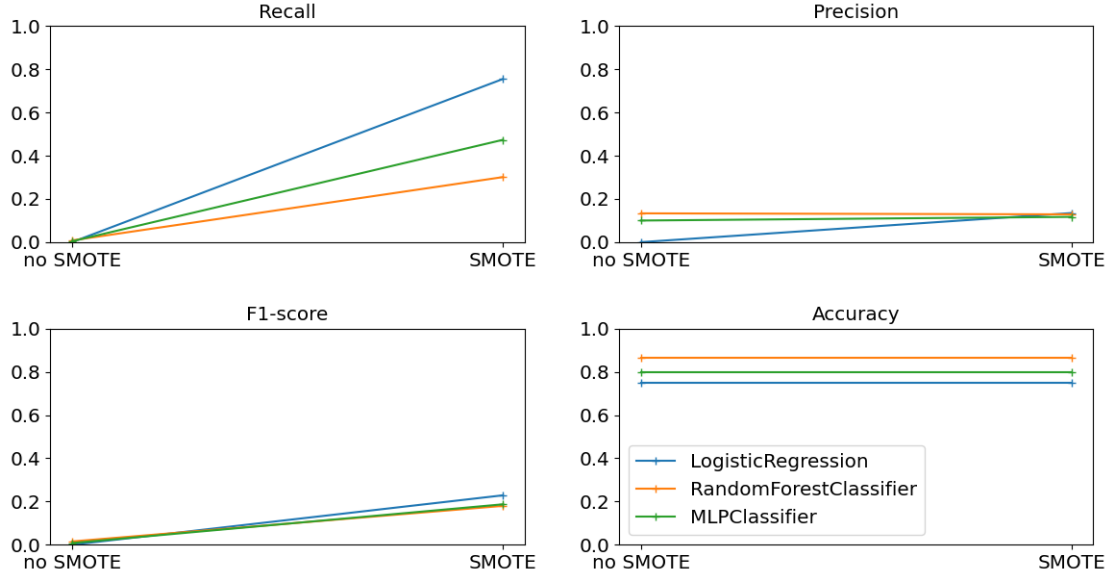 Recall
1.0
0.8
0.6
0.4
0.2
0.0
no SMOTE
SMOTE
Precision
1.0
0.8
0.6
0.4
0.2
0.0
no SMOTE
SMOTE
F1-score
1.0
0.8
0.6
0.4
0.2
0.0
no SMOTE
SMOTE
Accuracy
1.0
0.8
0.6
0.4
0.2
0.0
LogisticRegression
RandomForestClassifier
MLPClassifier
no SMOTE
SMOTE